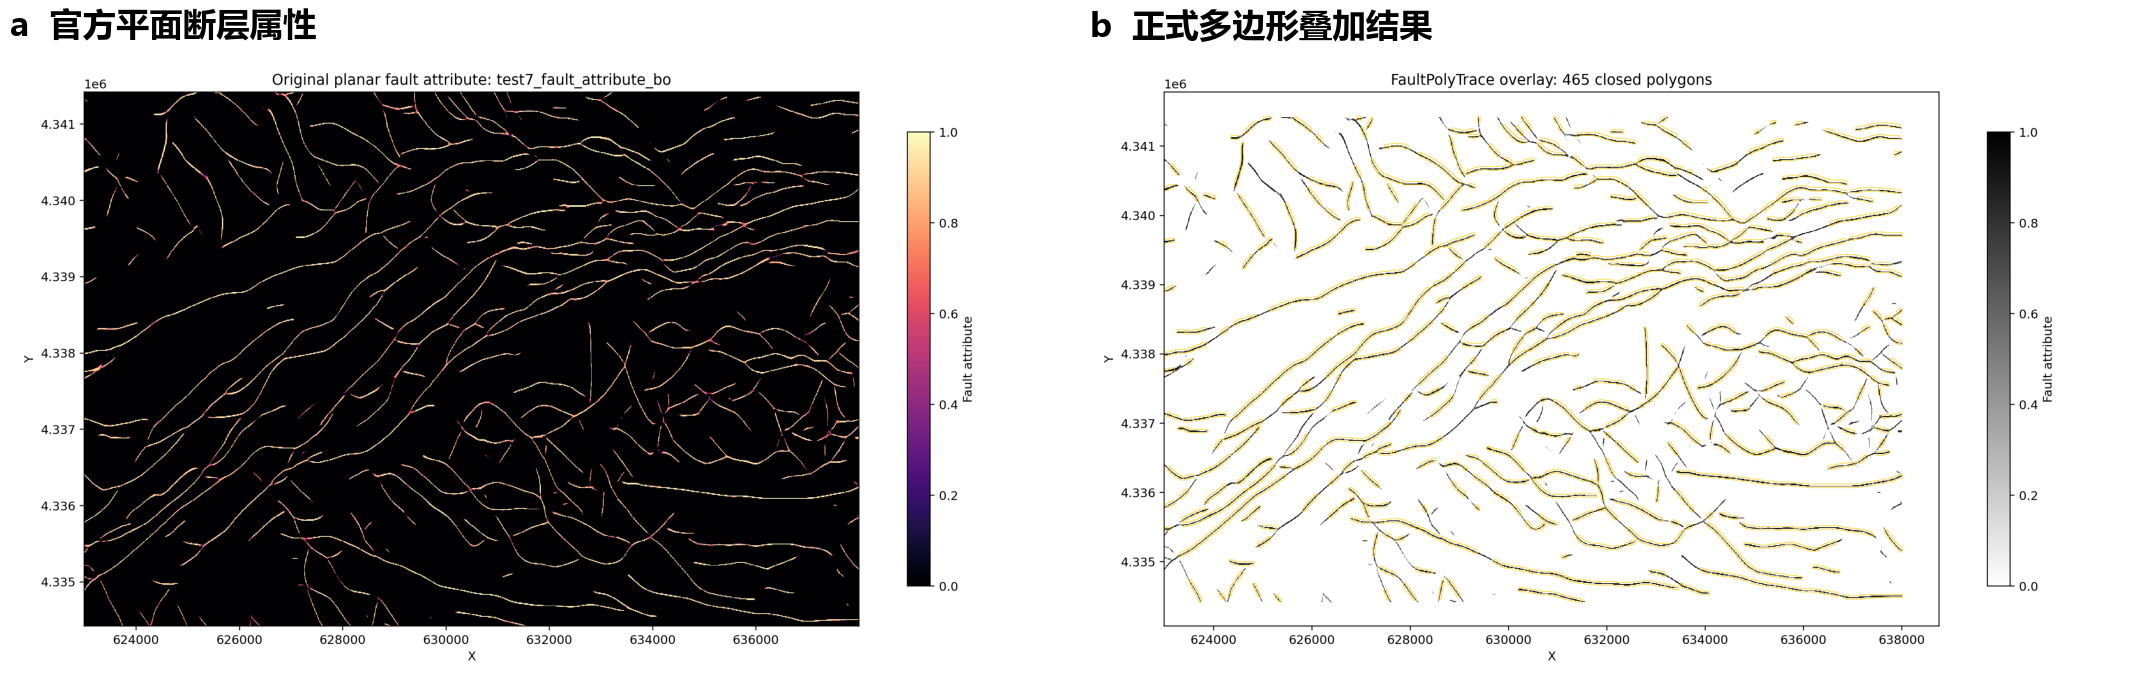 a 官方平面断层属性
Original planar fault attribute: test7_fault_attribute_bo
1e6
4.341
4.340
4.339
4.338
4.337
4.336
4.335
Y
624000 626000 628000 630000 632000 634000 636000
X
1.0
0.8
0.6
0.4
0.2
0.0
Fault attribute
b 正式多边形叠加结果
FaultPolyTrace overlay: 465 closed polygons
1e6
4.341
4.340
4.339
4.338
4.337
4.336
4.335
Y
624000 626000 628000 630000 632000 634000 636000 638000
X
1.0
0.8
0.6
0.4
0.2
0.0
Fault attribute